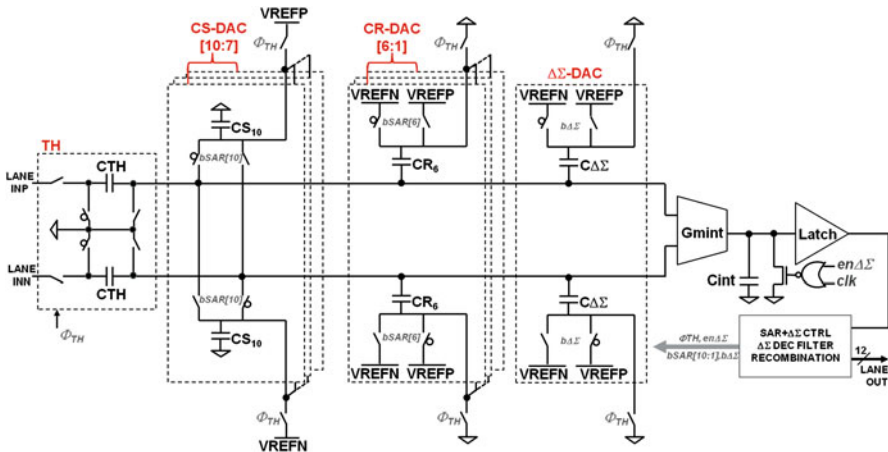 VREFP
CS-DAC
[10:7]
ΦTH
CR-DAC
[6:1]
ΦTH
ΔΣ-DAC
ΦTH
VREFN VREFP
bSAR[6]
VREFN VREFP
bΔΣ
CS10
bSAR[10]
CR6
CΔΣ
TH
CTH
LANE
INP
LANE
INN
CTH
ΦTH
Gmint
Latch
Cint
enΔΣ
clk
bSAR[10]
CS10
CR6
bSAR[6]
VREFN VREFP
CΔΣ
bΔΣ
VREFN VREFP
ΦTH, enΔΣ
bSAR[10:1],bΔΣ
SAR+ΔΣ CTRL
ΔΣ DEC FILTER
RECOMBINATION
12
LANE
OUT
ΦTH
VREFN
ΦTH
ΦTH